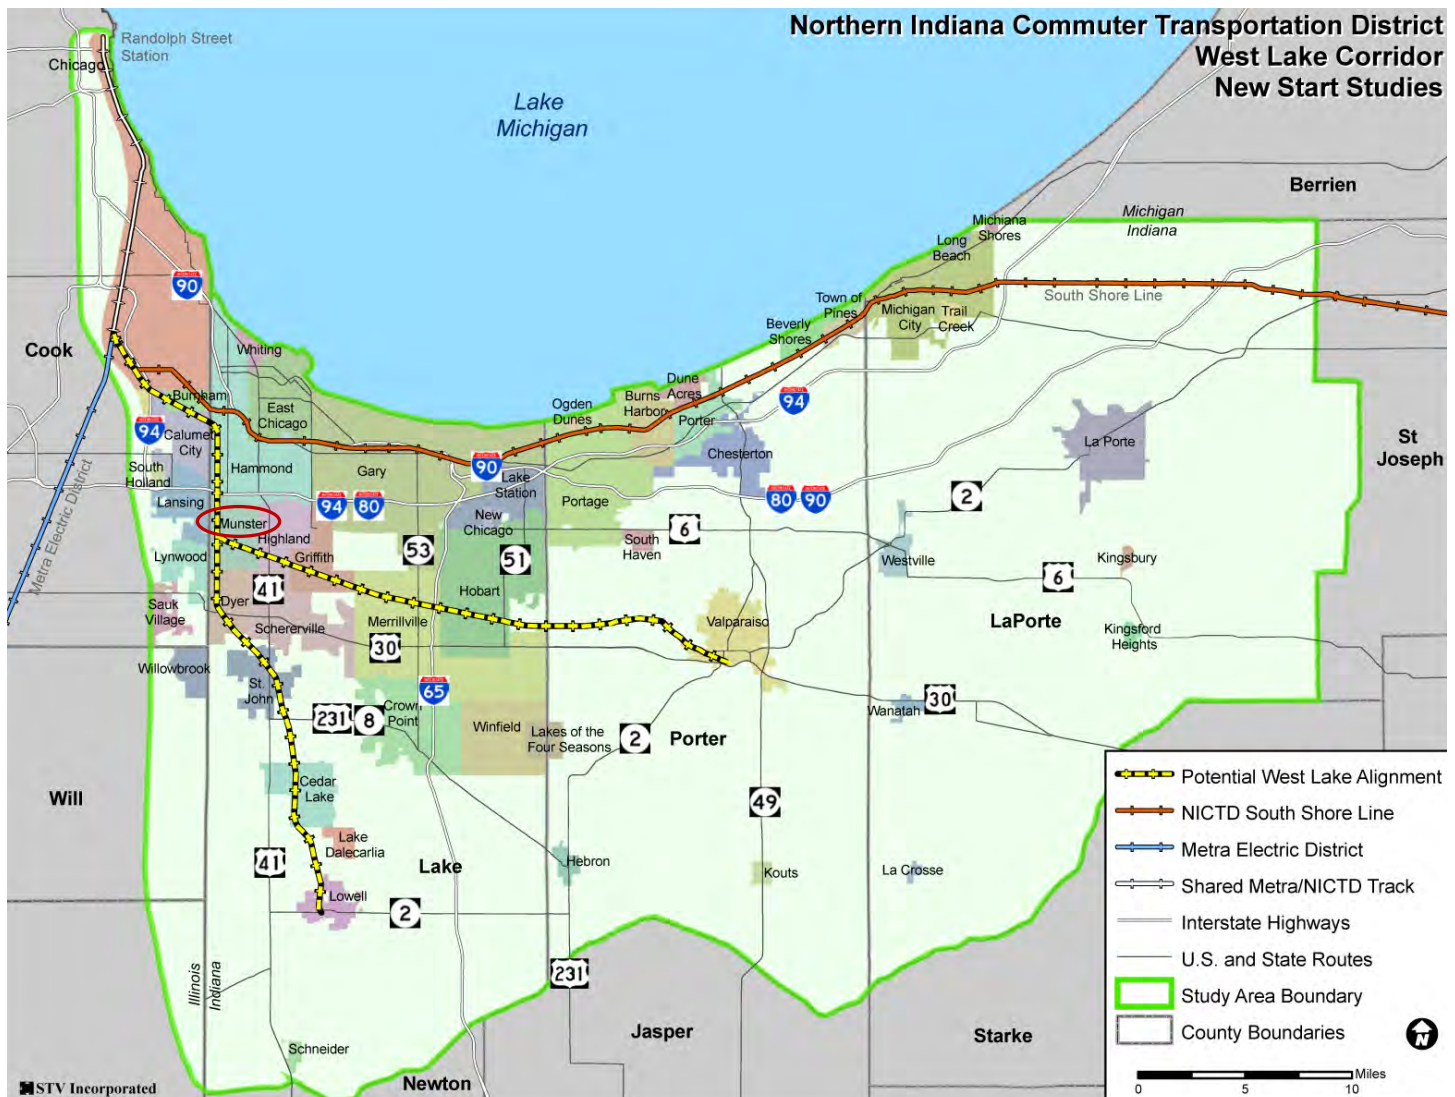 Northern Indiana Commuter Transportation District
West Lake Corridor
New Start Studies
Randolph Street
Station
Chicago
Lake
Michigan
Berrien
Michigan
Indiana
Michiana
Shores
Long
Beach
90
South Shore Line
Town of
Pines
Michigan
City
Trail
Creek
Beverly
Shores
Cook
Whiting
Dune
Acres
Burns
Harbor
Porter
94
Ogden
Dunes
Burnham
East
Chicago
94
Calumet
City
St
Joseph
La Porte
Chesterton
South
Holland
Hammond
Gary
90
Lake
Station
Portage
80
90
2
Lansing
94
80
Munster
Highland
New
Chicago
6
South
Haven
Metra Electric District
Lynwood
Griffith
53
51
Westville
Kingsbury
6
41
Hobart
Sauk
Village
Dyer
Schererville
Merrillville
30
Valparaiso
LaPorte
Kingsford
Heights
Willowbrook
St.
John
65
231
8
Crown
Point
Winfield
Lakes of the
Four Seasons
2
Porter
Wanatah
30
Will
Cedar
Lake
49
Lake
Dalecarlia
41
Lake
Hebron
Kouts
La Crosse
Lowell
2
Illinois
Indiana
231
Jasper
Starke
Schneider
Newton
STV Incorporated
Potential West Lake Alignment
NICTD South Shore Line
Metra Electric District
Shared Metra/NICTD Track
Interstate Highways
U.S. and State Routes
Study Area Boundary
County Boundaries
N
Miles
0
5
10